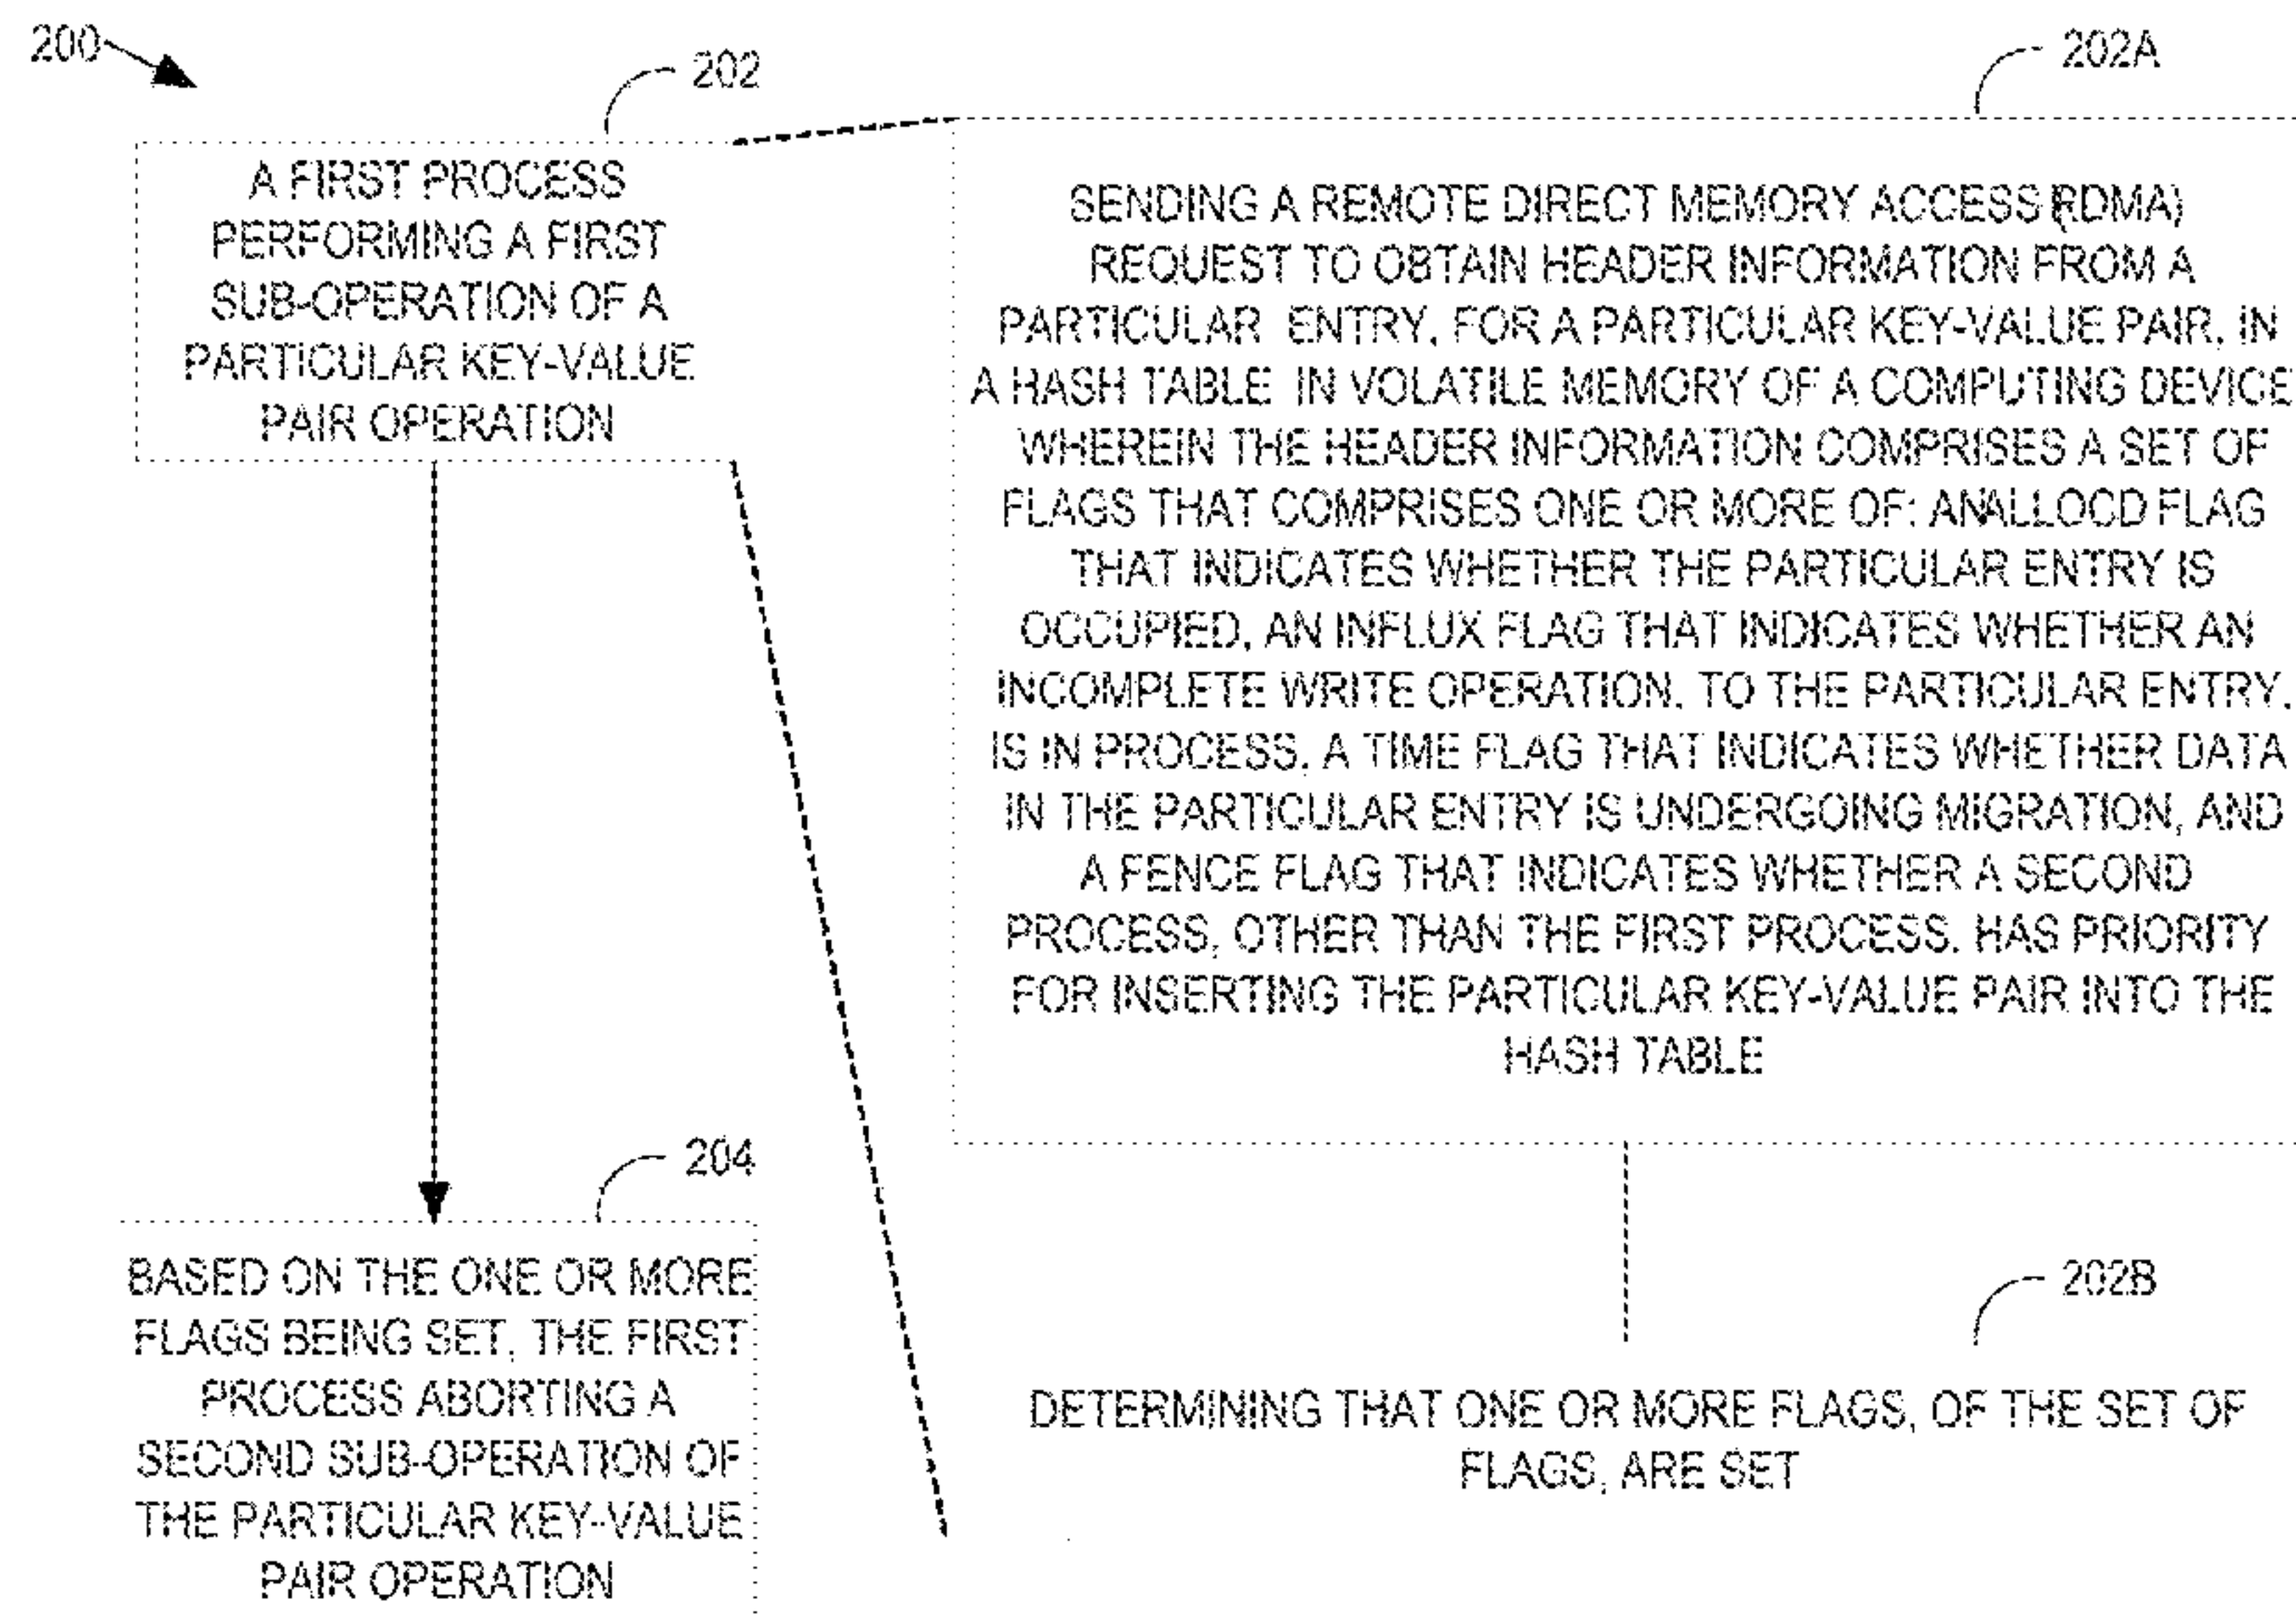 200
202
A FIRST PROCESS
PERFORMING A FIRST
SUB-OPERATION OF A
PARTICULAR KEY-VALUE
PAIR OPERATION
202A
SENDING A REMOTE DIRECT MEMORY ACCESS (RDMA)
REQUEST TO OBTAIN HEADER INFORMATION FROM A
PARTICULAR ENTRY, FOR A PARTICULAR KEY-VALUE PAIR, IN
A HASH TABLE IN VOLATILE MEMORY OF A COMPUTING DEVICE
WHEREIN THE HEADER INFORMATION COMPRISES A SET OF
FLAGS THAT COMPRISES ONE OR MORE OF: AN ALLOCD FLAG
THAT INDICATES WHETHER THE PARTICULAR ENTRY IS
OCCUPIED, AN INFLUX FLAG THAT INDICATES WHETHER AN
INCOMPLETE WRITE OPERATION, TO THE PARTICULAR ENTRY,
IS IN PROCESS, A TIME FLAG THAT INDICATES WHETHER DATA
IN THE PARTICULAR ENTRY IS UNDERGOING MIGRATION, AND
A FENCE FLAG THAT INDICATES WHETHER A SECOND
PROCESS, OTHER THAN THE FIRST PROCESS, HAS PRIORITY
FOR INSERTING THE PARTICULAR KEY-VALUE PAIR INTO THE
HASH TABLE
204
BASED ON THE ONE OR MORE
FLAGS BEING SET, THE FIRST
PROCESS ABORTING A
SECOND SUB-OPERATION OF
THE PARTICULAR KEY-VALUE
PAIR OPERATION
202B
DETERMINING THAT ONE OR MORE FLAGS, OF THE SET OF
FLAGS, ARE SET